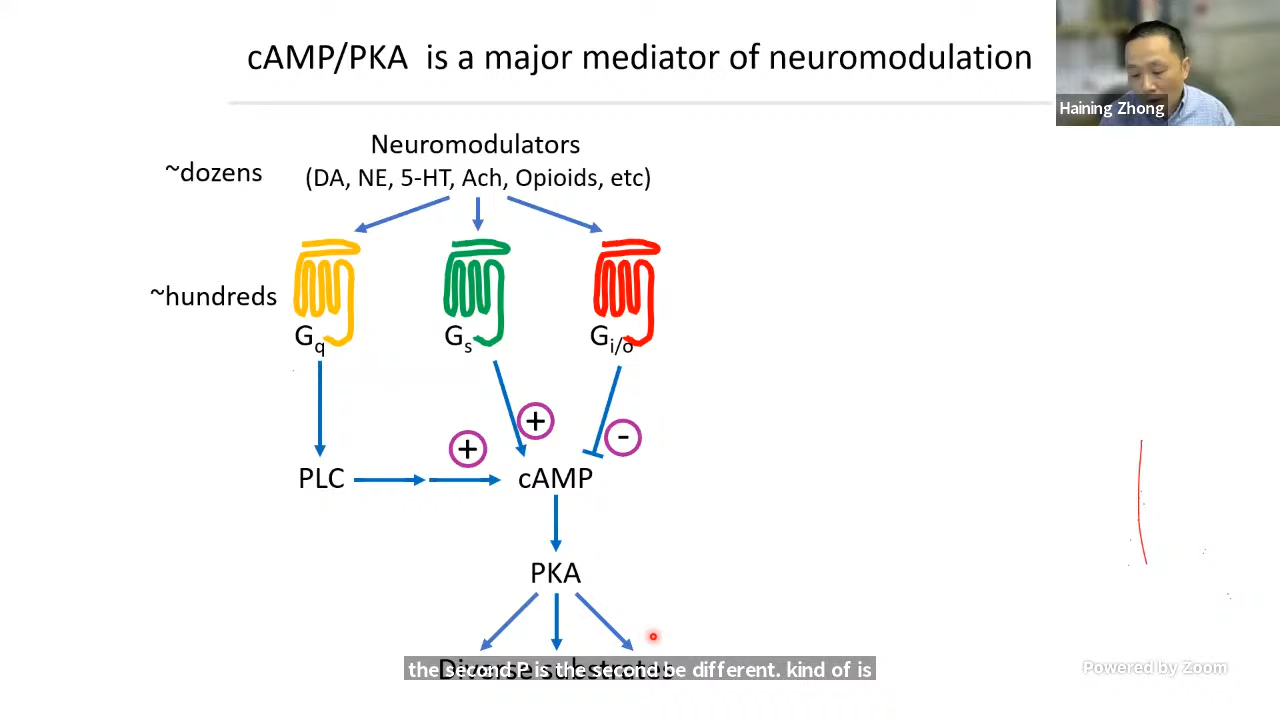 cAMP/PKA is a major mediator of neuromodulation
Haining Zhong
Neuromodulators
~dozens
(DA, NE, 5-HT, Ach, Opioids, etc)
~hundreds
Gq
Gs
Gi/o
+
-
+
PLC
cAMP
PKA
Diverse substrates
the second P is the second be different. kind of is
Powered by Zoom